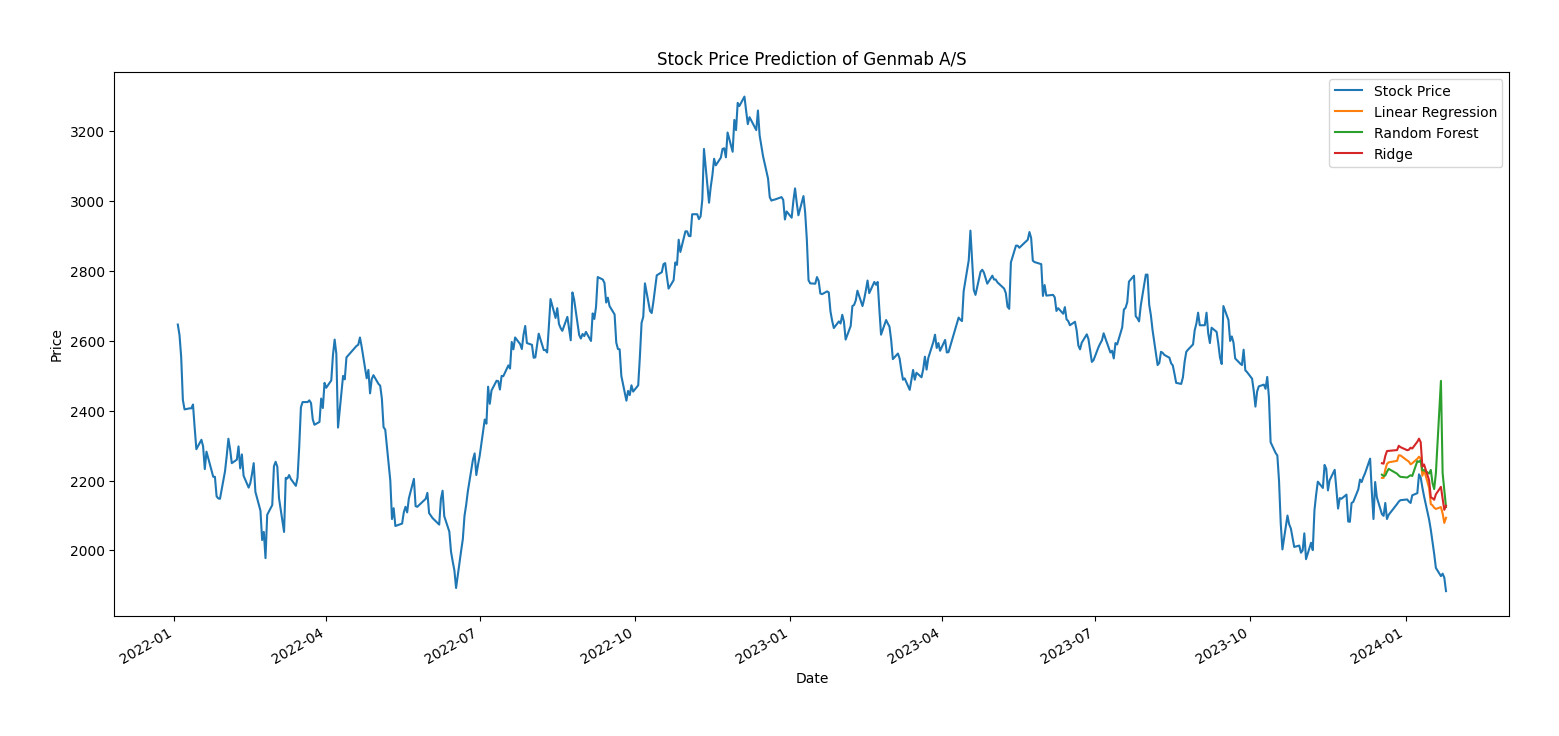 Stock Price Prediction of Genmab A/S
Stock Price
Linear Regression
Random Forest
Ridge
Price
3200
3000
2800
2600
2400
2200
2000
2022-01
2022-04
2022-07
2022-10
2023-01
2023-04
2023-07
2023-10
2024-01
Date